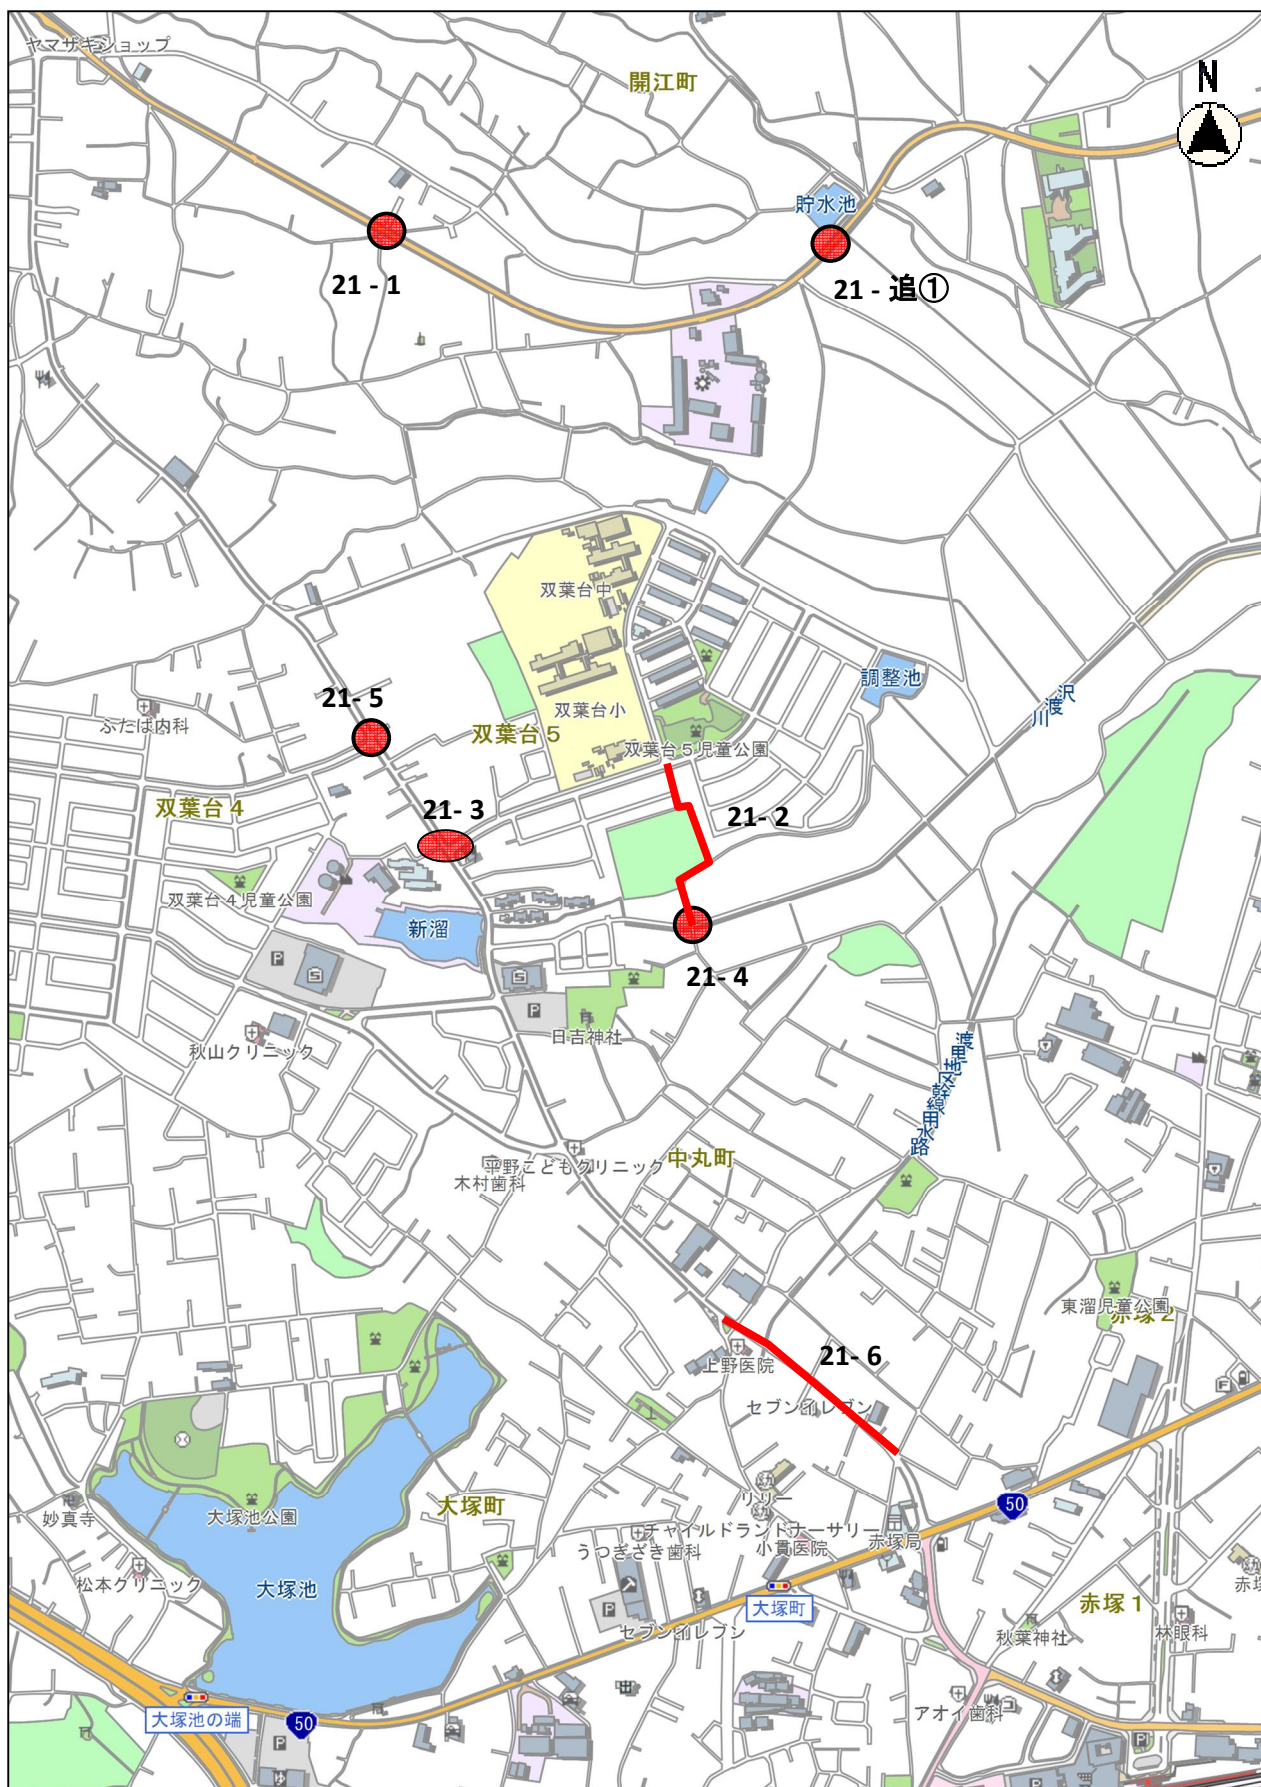 ヤマザキショップ
開江町
N
貯水池
21 - 1
21 - 追①
双葉台中
21- 5
ふたば内科
双葉台小
双葉台５
調整池
沢渡川
双葉台５児童公園
双葉台４
21- 3
21- 2
双葉台４児童公園
新溜
P
S
S
21- 4
P
日吉神社
秋山クリニック
平野こどもクリニック
中丸町
木村歯科
東溜児童公園
赤塚２
上野医院
21- 6
セブンイレブン
F
50
リリー
妙真寺
大塚池公園
大塚町
チャイルドランドナーサリー
うつぎざき歯科
小貫医院
赤塚局
松本クリニック
大塚池
P
大塚町
赤塚１
セブンイレブン
秋葉神社
林眼科
大塚池の端
50
アオイ歯科
P
P
P
P